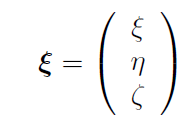 𝝃 = ( ξ
η
ζ )